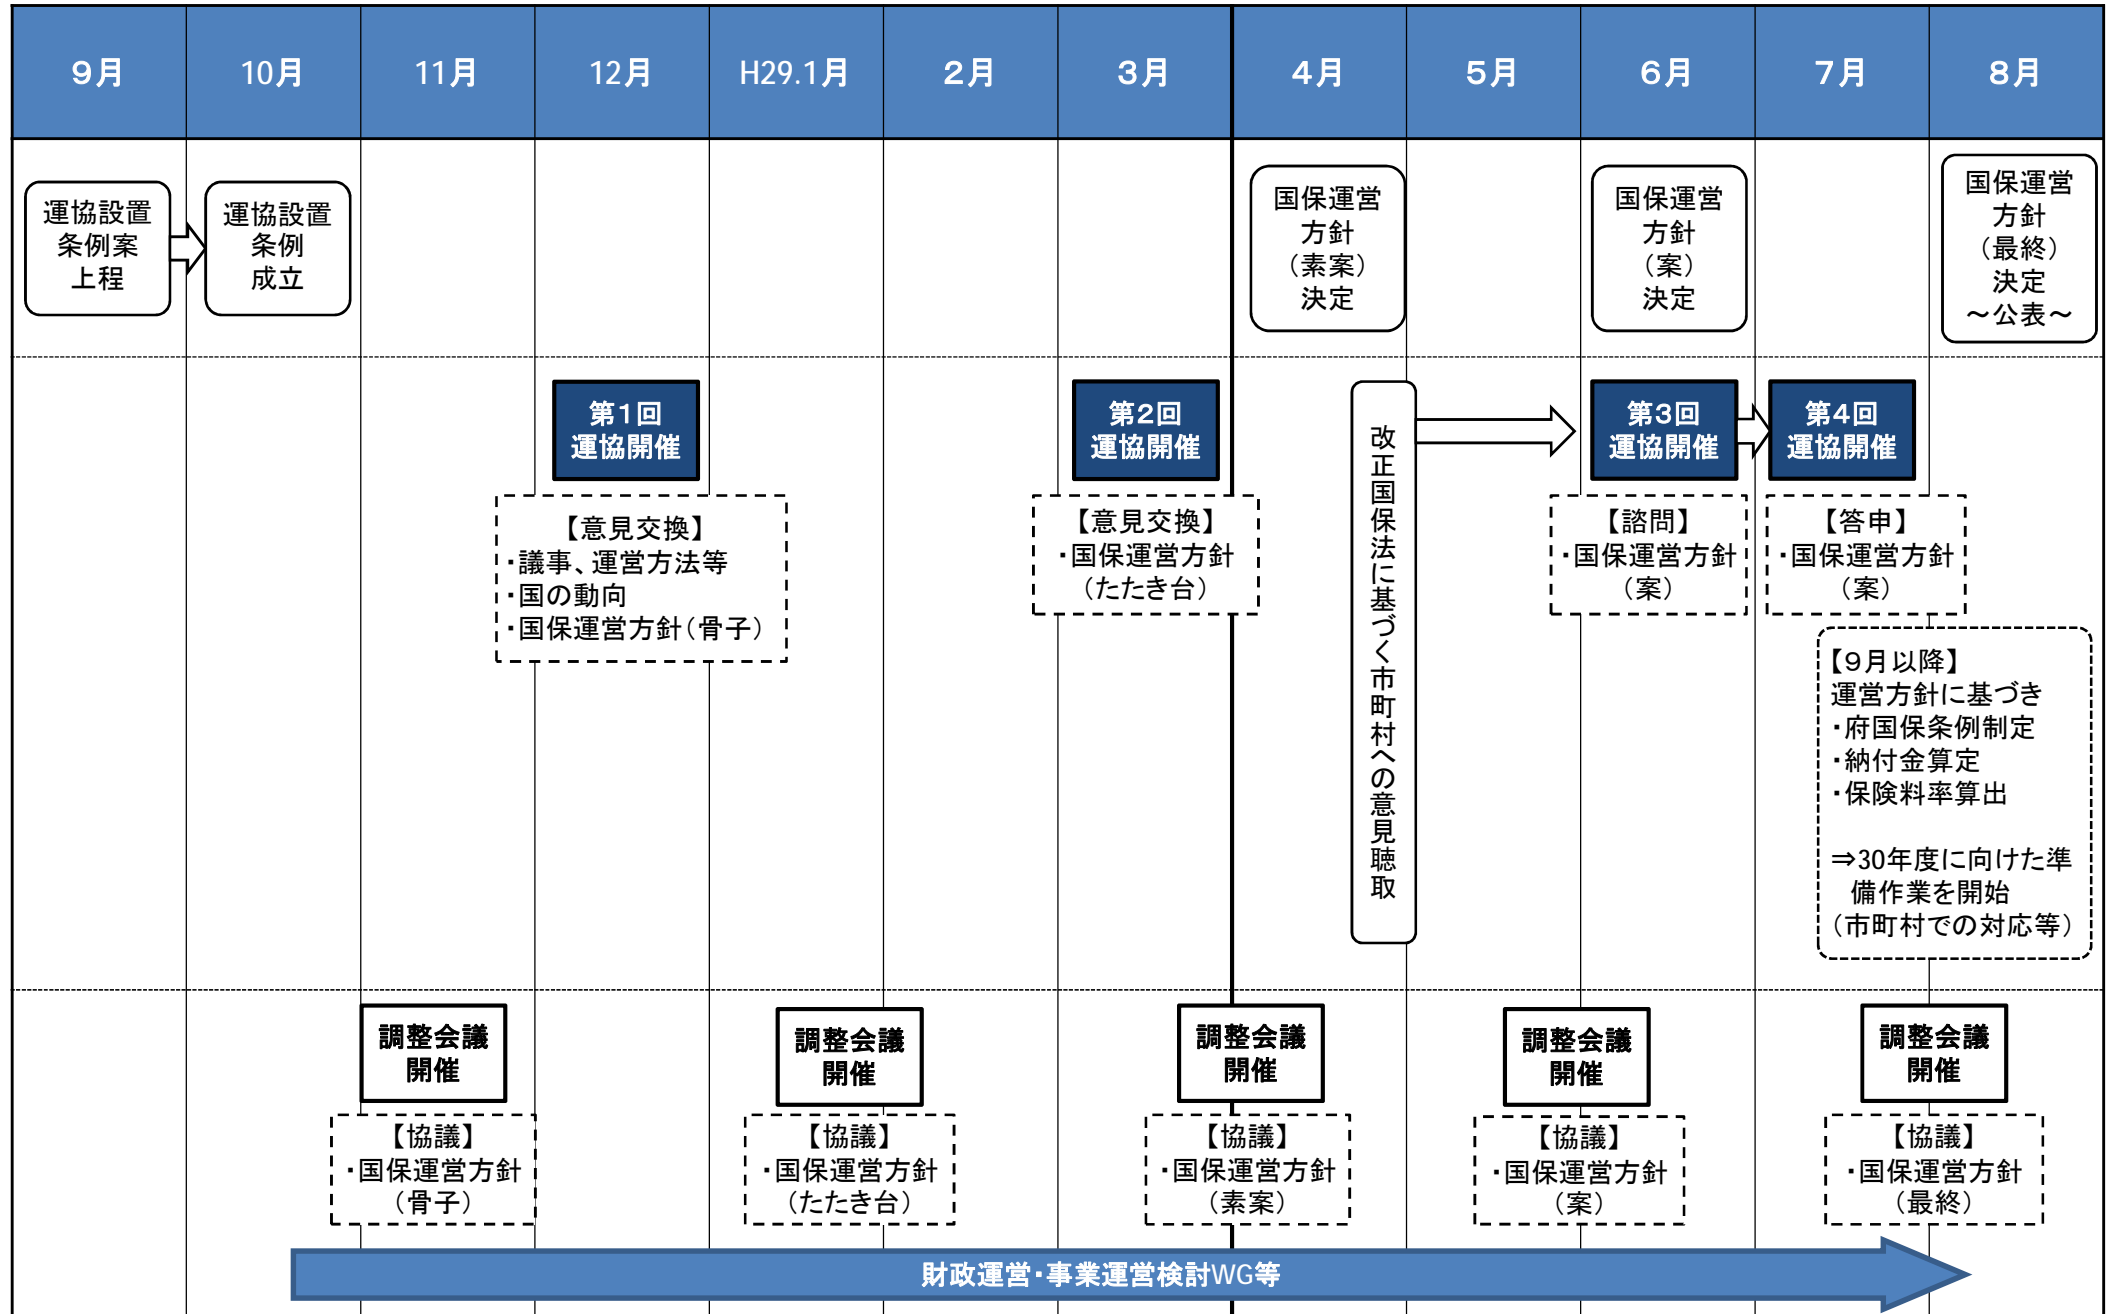 ９月
10月
11月
12月
H29.1月
２月
３月
４月
５月
６月
７月
８月
運協設置
条例案
上程
運協設置
条例
成立
国保運営
方針
（素案）
決定
国保運営
方針
（案）
決定
国保運営
方針
（最終）
決定
～公表～
第１回
運協開催
【意見交換】
・議事、運営方法等
・国の動向
・国保運営方針（骨子）
第２回
運協開催
【意見交換】
・国保運営方針
（たたき台）
改正国保法に基づく市町村への意見聴取
第３回
運協開催
【諮問】
・国保運営方針
（案）
第４回
運協開催
【答申】
・国保運営方針
（案）
【９月以降】
運営方針に基づき
・府国保条例制定
・納付金算定
・保険料率算出
⇒30年度に向けた準
備作業を開始
（市町村での対応等）
調整会議
開催
【協議】
・国保運営方針
（骨子）
調整会議
開催
【協議】
・国保運営方針
（たたき台）
調整会議
開催
【協議】
・国保運営方針
（素案）
調整会議
開催
【協議】
・国保運営方針
（案）
調整会議
開催
【協議】
・国保運営方針
（最終）
財政運営・事業運営検討WG等